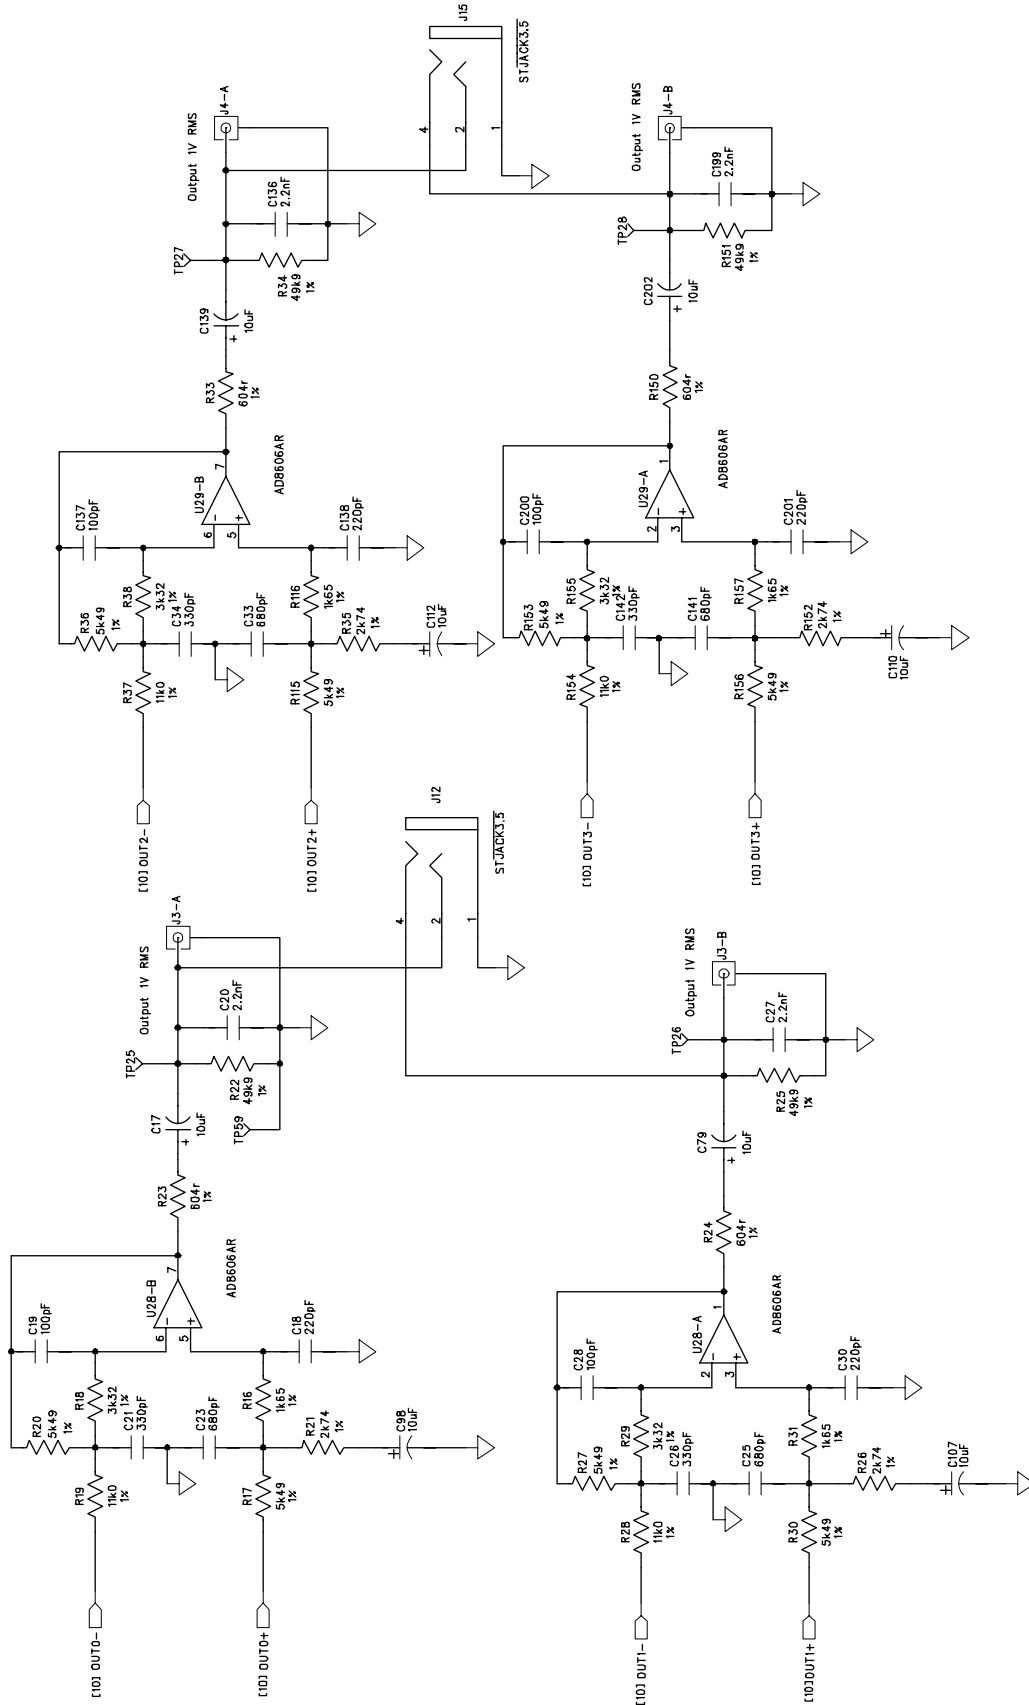 J15
STJACK3.5
4
2
1
Output 1V RMS
J4-A
TP27
C136
2.2nF
R34
49k9
1%
C139
+
10uF
R33
604r
1%
U29-B
7
6
5
-
+
AD8606AR
C137
100pF
R38
3k32
1%
R36
5k49
1%
R37
11k0
1%
C34
330pF
C33
680pF
R116
1k65
1%
C138
220pF
R115
5k49
1%
R35
2k74
1%
C112
+
10uF
[10] OUT2-
[10] OUT2+
Output 1V RMS
J4-B
TP28
C199
2.2nF
R151
49k9
1%
C202
+
10uF
R150
604r
1%
U29-A
1
2
3
-
+
AD8606AR
C200
100pF
R155
3k32
1%
R153
5k49
1%
R154
11k0
1%
C142
330pF
C141
680pF
R157
1k65
1%
C201
220pF
R156
5k49
1%
R152
2k74
1%
C110
+
10uF
[10] OUT3-
[10] OUT3+
J12
STJACK3.5
4
2
1
Output 1V RMS
J3-A
TP25
C20
2.2nF
R22
49k9
1%
TP59
C17
+
10uF
R23
604r
1%
U28-B
7
6
5
-
+
AD8606AR
C19
100pF
R18
3k32
1%
R20
5k49
1%
R19
11k0
1%
C21
330pF
C23
680pF
R16
1k65
1%
C18
220pF
R17
5k49
1%
R21
2k74
1%
C98
+
10uF
[10] OUT0-
[10] OUT0+
Output 1V RMS
J3-B
TP26
C27
2.2nF
R25
49k9
1%
C79
+
10uF
R24
604r
1%
U28-A
1
2
3
-
+
AD8606AR
C28
100pF
R29
3k32
1%
R27
5k49
1%
R28
11k0
1%
C26
330pF
C25
680pF
R31
1k65
1%
C30
220pF
R30
5k49
1%
R26
2k74
1%
C107
+
10uF
[10] OUT1-
[10] OUT1+